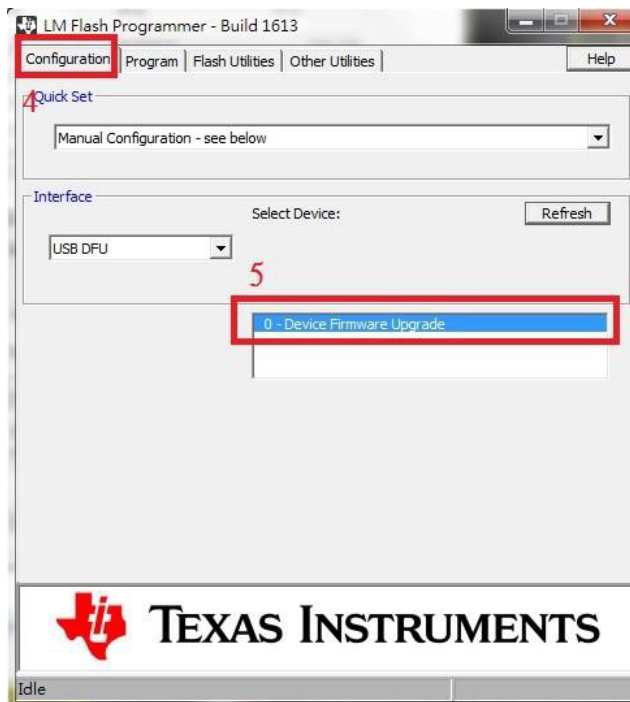 LM Flash Programmer - Build 1613
Configuration Program Flash Utilities Other Utilities Help
4
Quick Set
Manual Configuration - see below
Interface
Select Device: Refresh
USB DFU
5
0 - Device Firmware Upgrade
TEXAS INSTRUMENTS
Idle